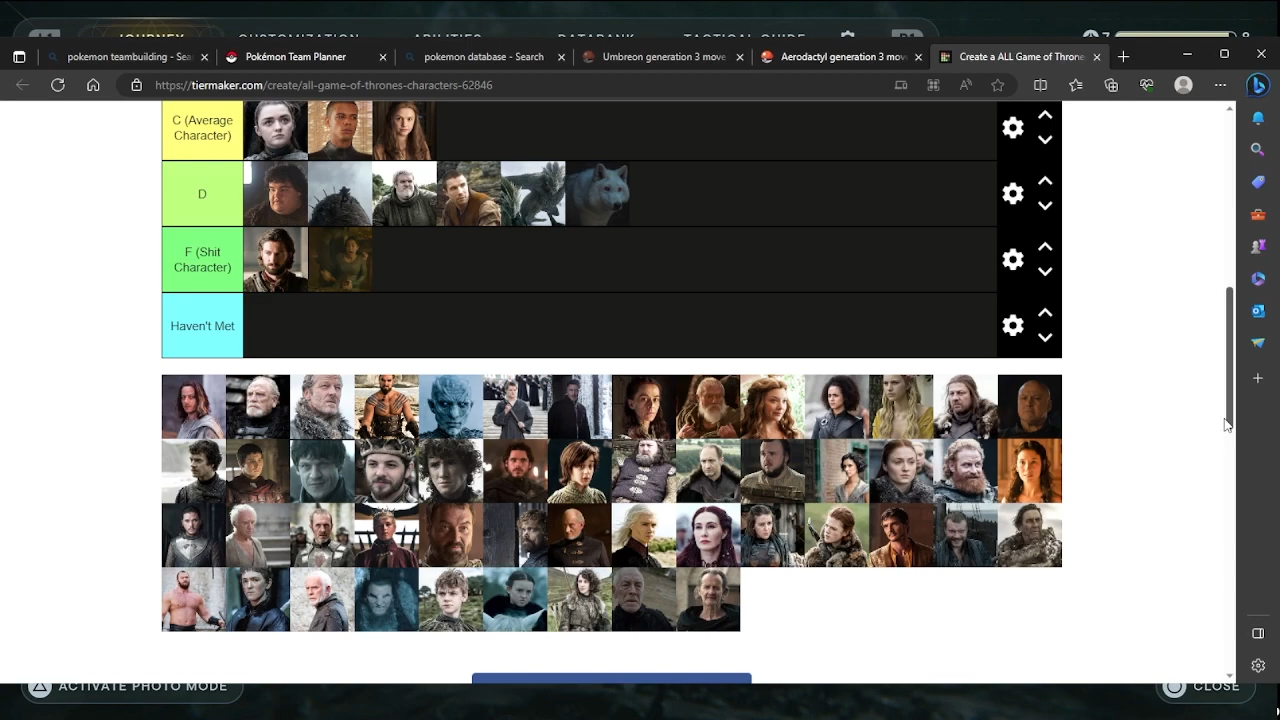 JOURNEY CUSTOMIZATION ABILITIES DATABANK TACTICAL GUIDE
pokemon teambuilding - Sea
Pokémon Team Planner
pokemon database - Search
Umbreon generation 3 move
Aerodactyl generation 3 mov
Create a ALL Game of Throne
https://tiermaker.com/create/all-game-of-thrones-characters-62846
C (Average
Character)
D
F (Shit
Character)
Haven't Met
ACTIVATE PHOTO MODE
CLOSE